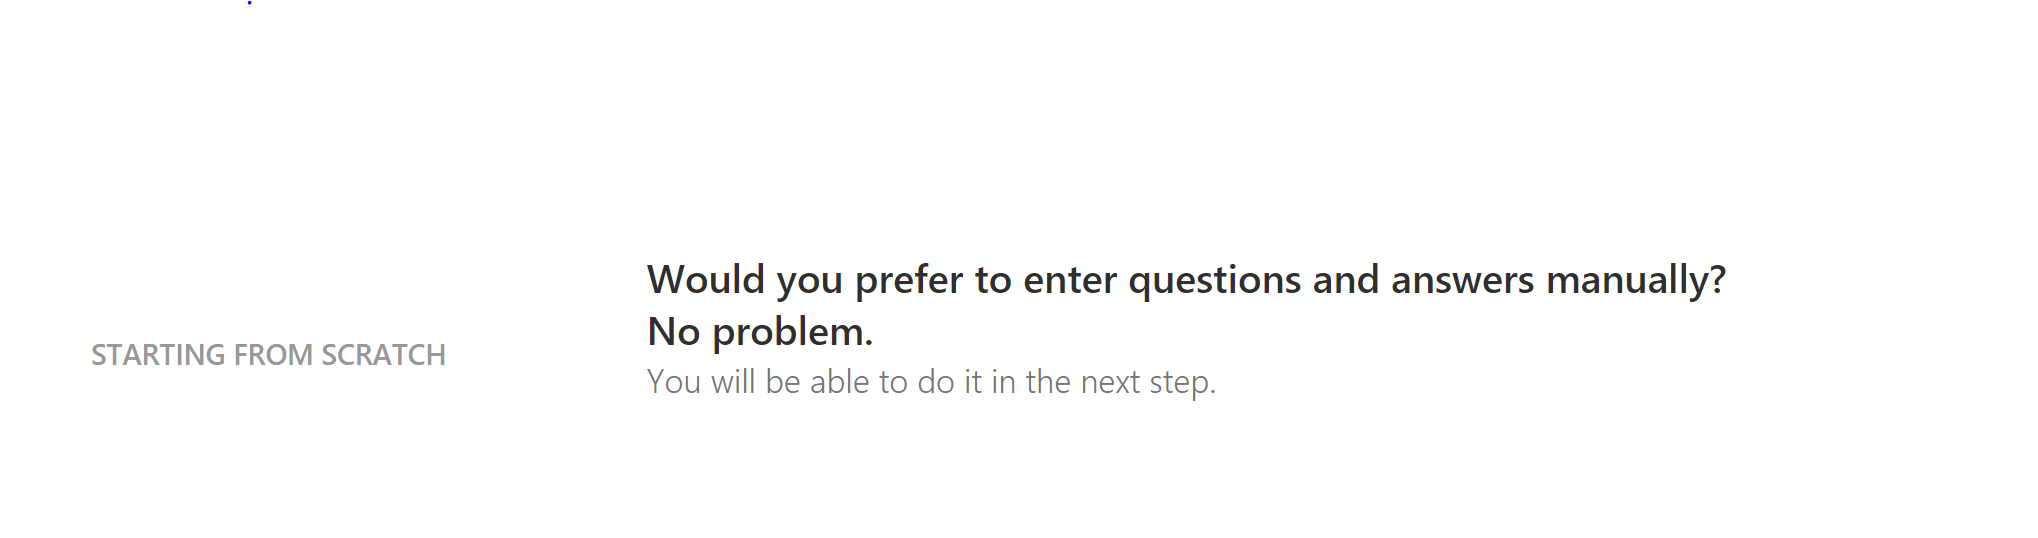 STARTING FROM SCRATCH
Would you prefer to enter questions and answers manually?
No problem.
You will be able to do it in the next step.